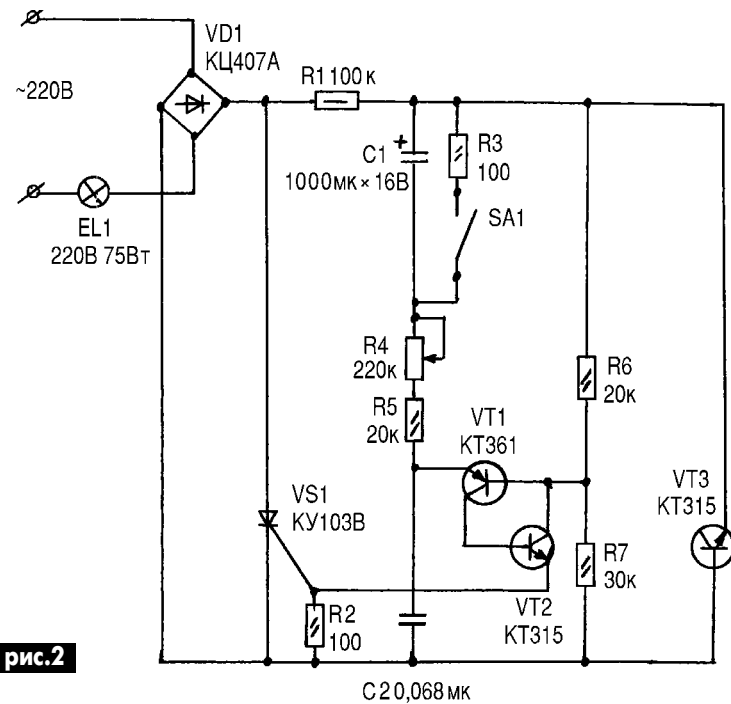 VD1
КЦ407А
~220В
R1 100 к
C1
1000мк × 16В
R3
100
SA1
EL1
220В 75Вт
R4
220к
R5
20к
R6
20к
VT1
КТ361
VS1
КУ103В
VT3
КТ315
R7
30к
R2
100
VT2
КТ315
рис.2
C2 0,068 мк